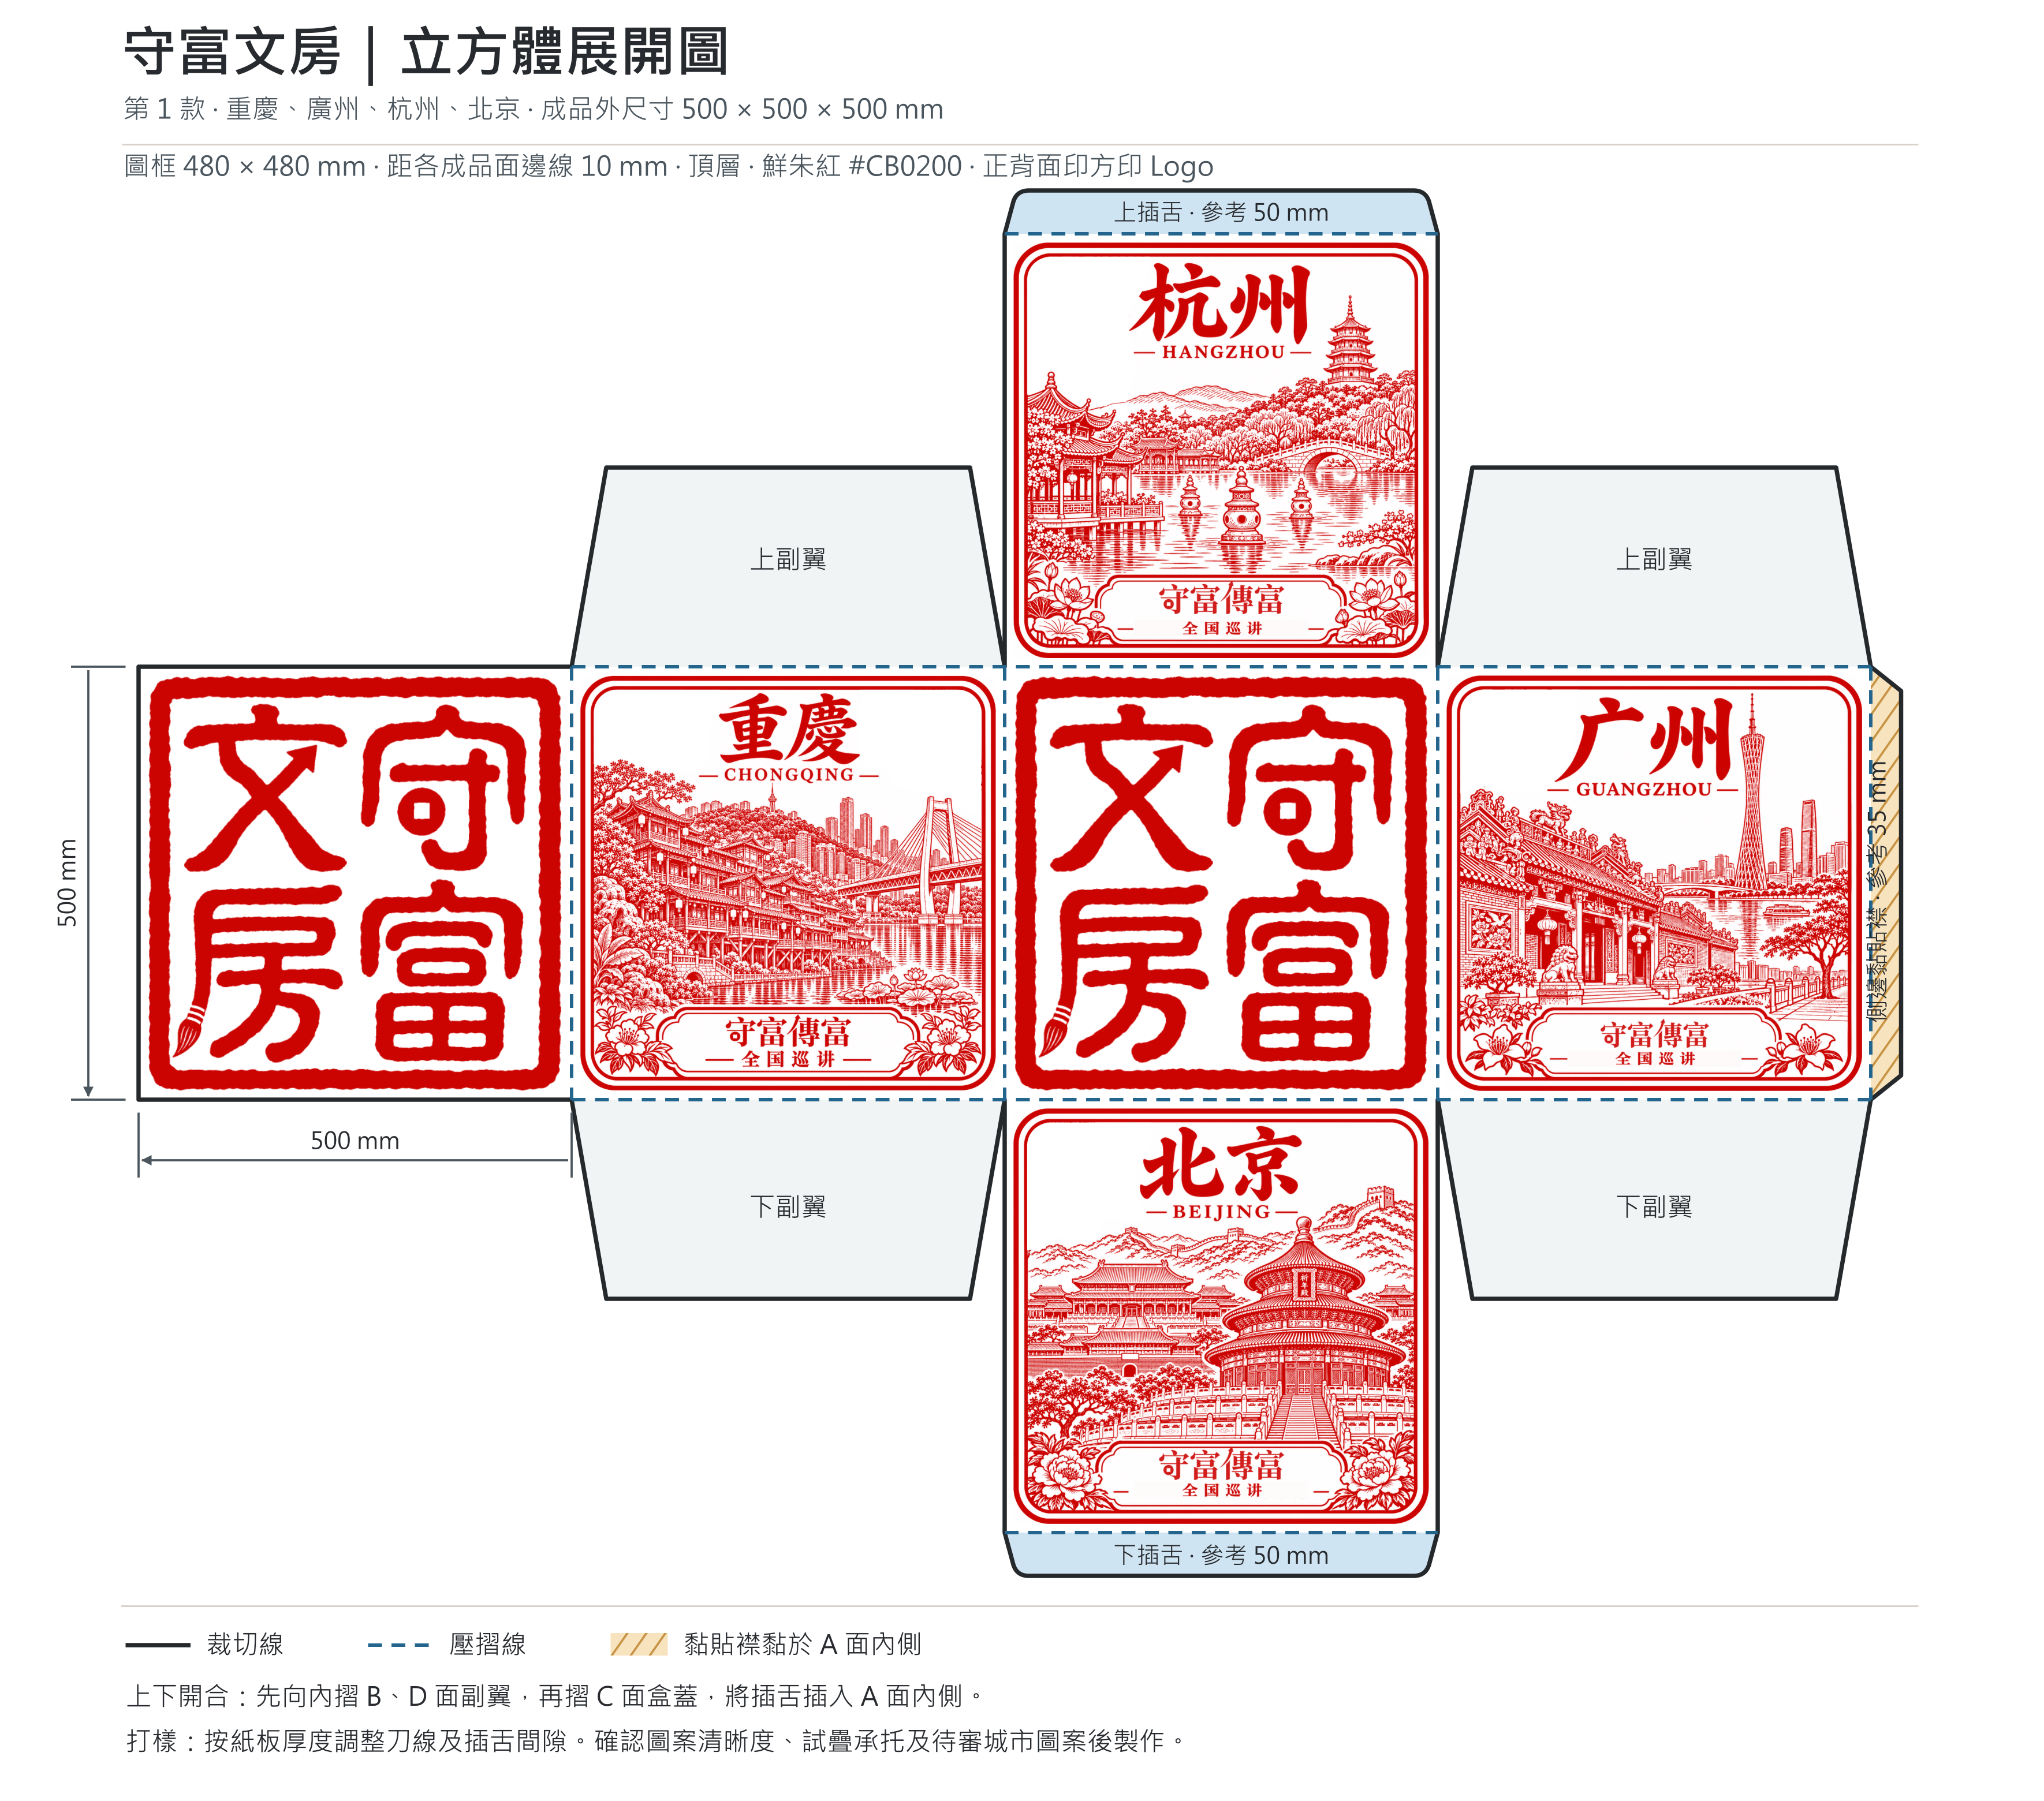 守富文房｜立方體展開圖
第 1 款 · 重慶、廣州、杭州、北京 · 成品外尺寸 500 × 500 × 500 mm
圖框 480 × 480 mm · 距各成品面邊線 10 mm · 頂層 · 鮮朱紅 #CB0200 · 正背面印方印 Logo
上插舌 · 參考 50 mm
杭州
HANGZHOU
守富傳富
全国巡讲
上副翼
上副翼
500 mm
守富
文房
重慶
CHONGQING
守富傳富
全国巡讲
守富
文房
广州
GUANGZHOU
守富傳富
全国巡讲
側邊黏貼襟 · 參考 35 mm
500 mm
下副翼
北京
BEIJING
祈年殿
守富傳富
全国巡讲
下副翼
下插舌 · 參考 50 mm
裁切線
壓摺線
黏貼襟黏於 A 面內側
上下開合：先向內摺 B、D 面副翼，再摺 C 面盒蓋，將插舌插入 A 面內側。
打樣：按紙板厚度調整刀線及插舌間隙。確認圖案清晰度、試疊承托及待審城市圖案後製作。